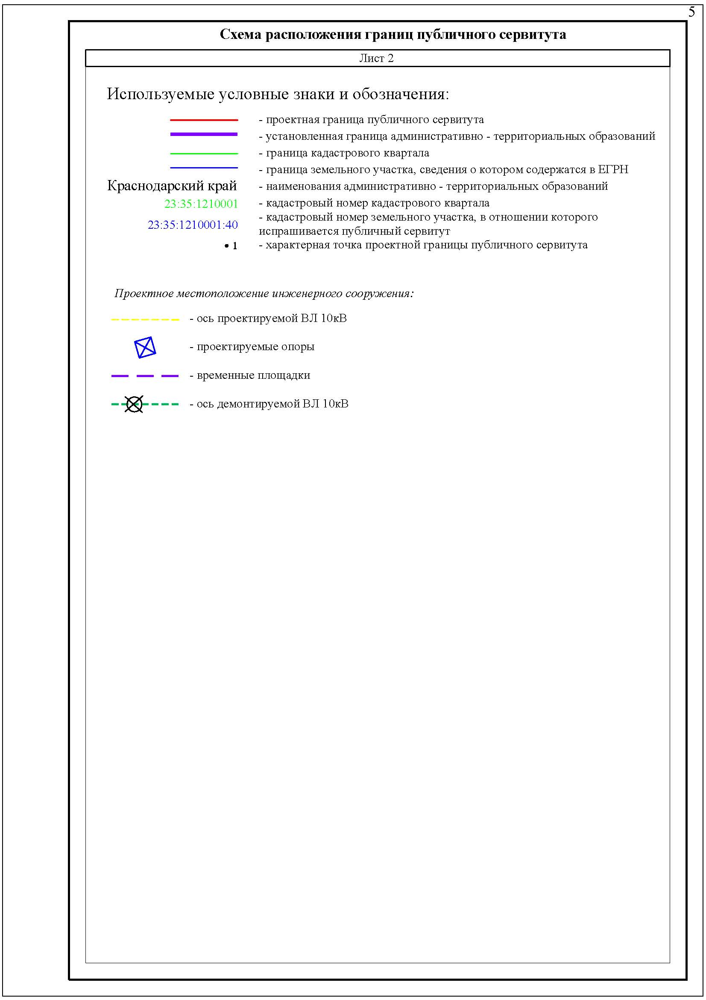 5
Схема расположения границ публичного сервитута
Лист 2
Используемые условные знаки и обозначения:
- проектная граница публичного сервитута
- установленная граница административно - территориальных образований
- граница кадастрового квартала
- граница земельного участка, сведения о котором содержатся в ЕГРН
Краснодарский край - наименования административно - территориальных образований
23:35:1210001 - кадастровый номер кадастрового квартала
23:35:1210001:40 - кадастровый номер земельного участка, в отношении которого
испрашивается публичный сервитут
• 1 - характерная точка проектной границы публичного сервитута
Проектное местоположение инженерного сооружения:
- ось проектируемой ВЛ 10кВ
- проектируемые опоры
- временные площадки
- ось демонтируемой ВЛ 10кВ